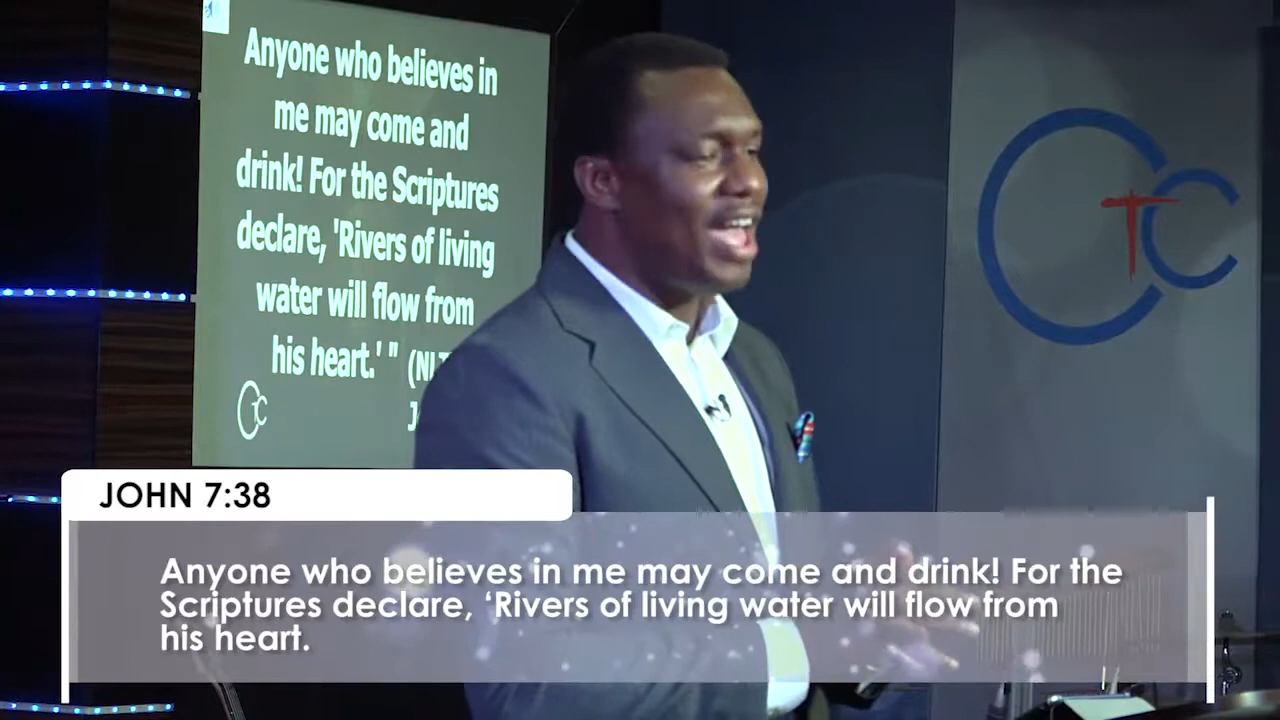 Anyone who believes in
me may come and
drink! For the Scriptures
declare, 'Rivers of living
water will flow from
his heart.' "
CTC
CTC
JOHN 7:38
Anyone who believes in me may come and drink! For the
Scriptures declare, ‘Rivers of living water will flow from
his heart.